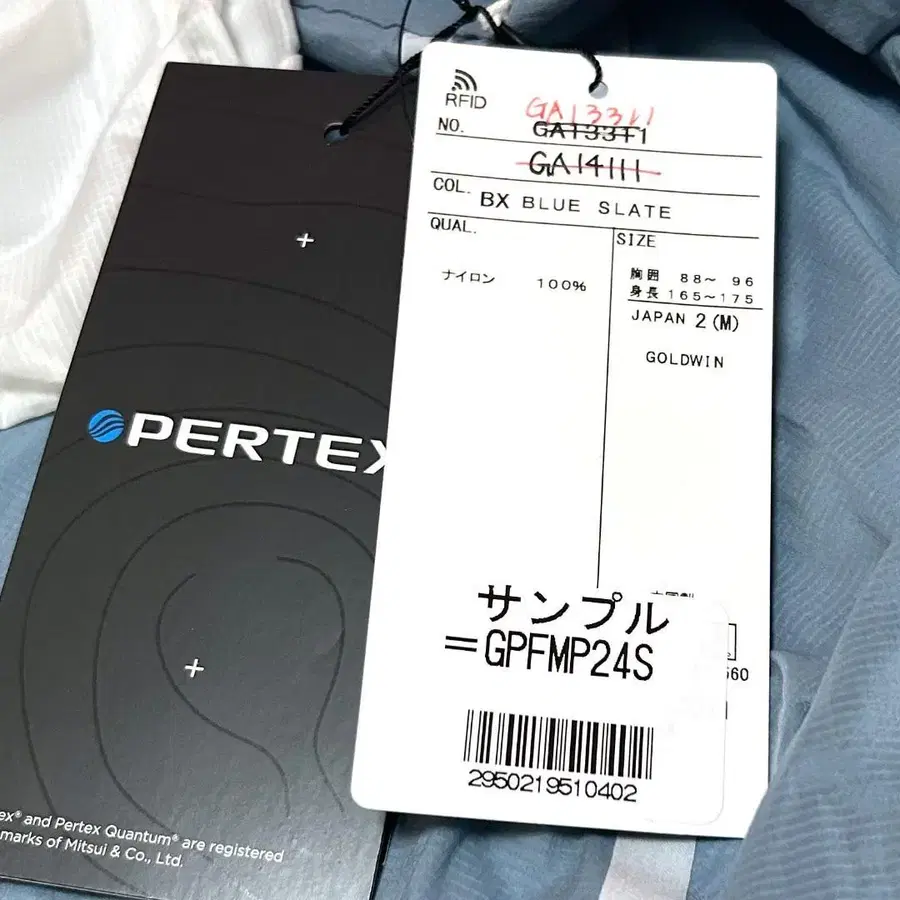 RFID
GA13311
NO. GA13311
GA14111
COL. BX BLUE SLATE
QUAL.
SIZE
ナイロン 100%
胸囲 88～ 96
身長 165～175
JAPAN 2 (M)
GOLDWIN
PERTEX
サンプル
=GPFMP24S
560
2950219510402
ex® and Pertex Quantum® are registered
marks of Mitsui & Co., Ltd.